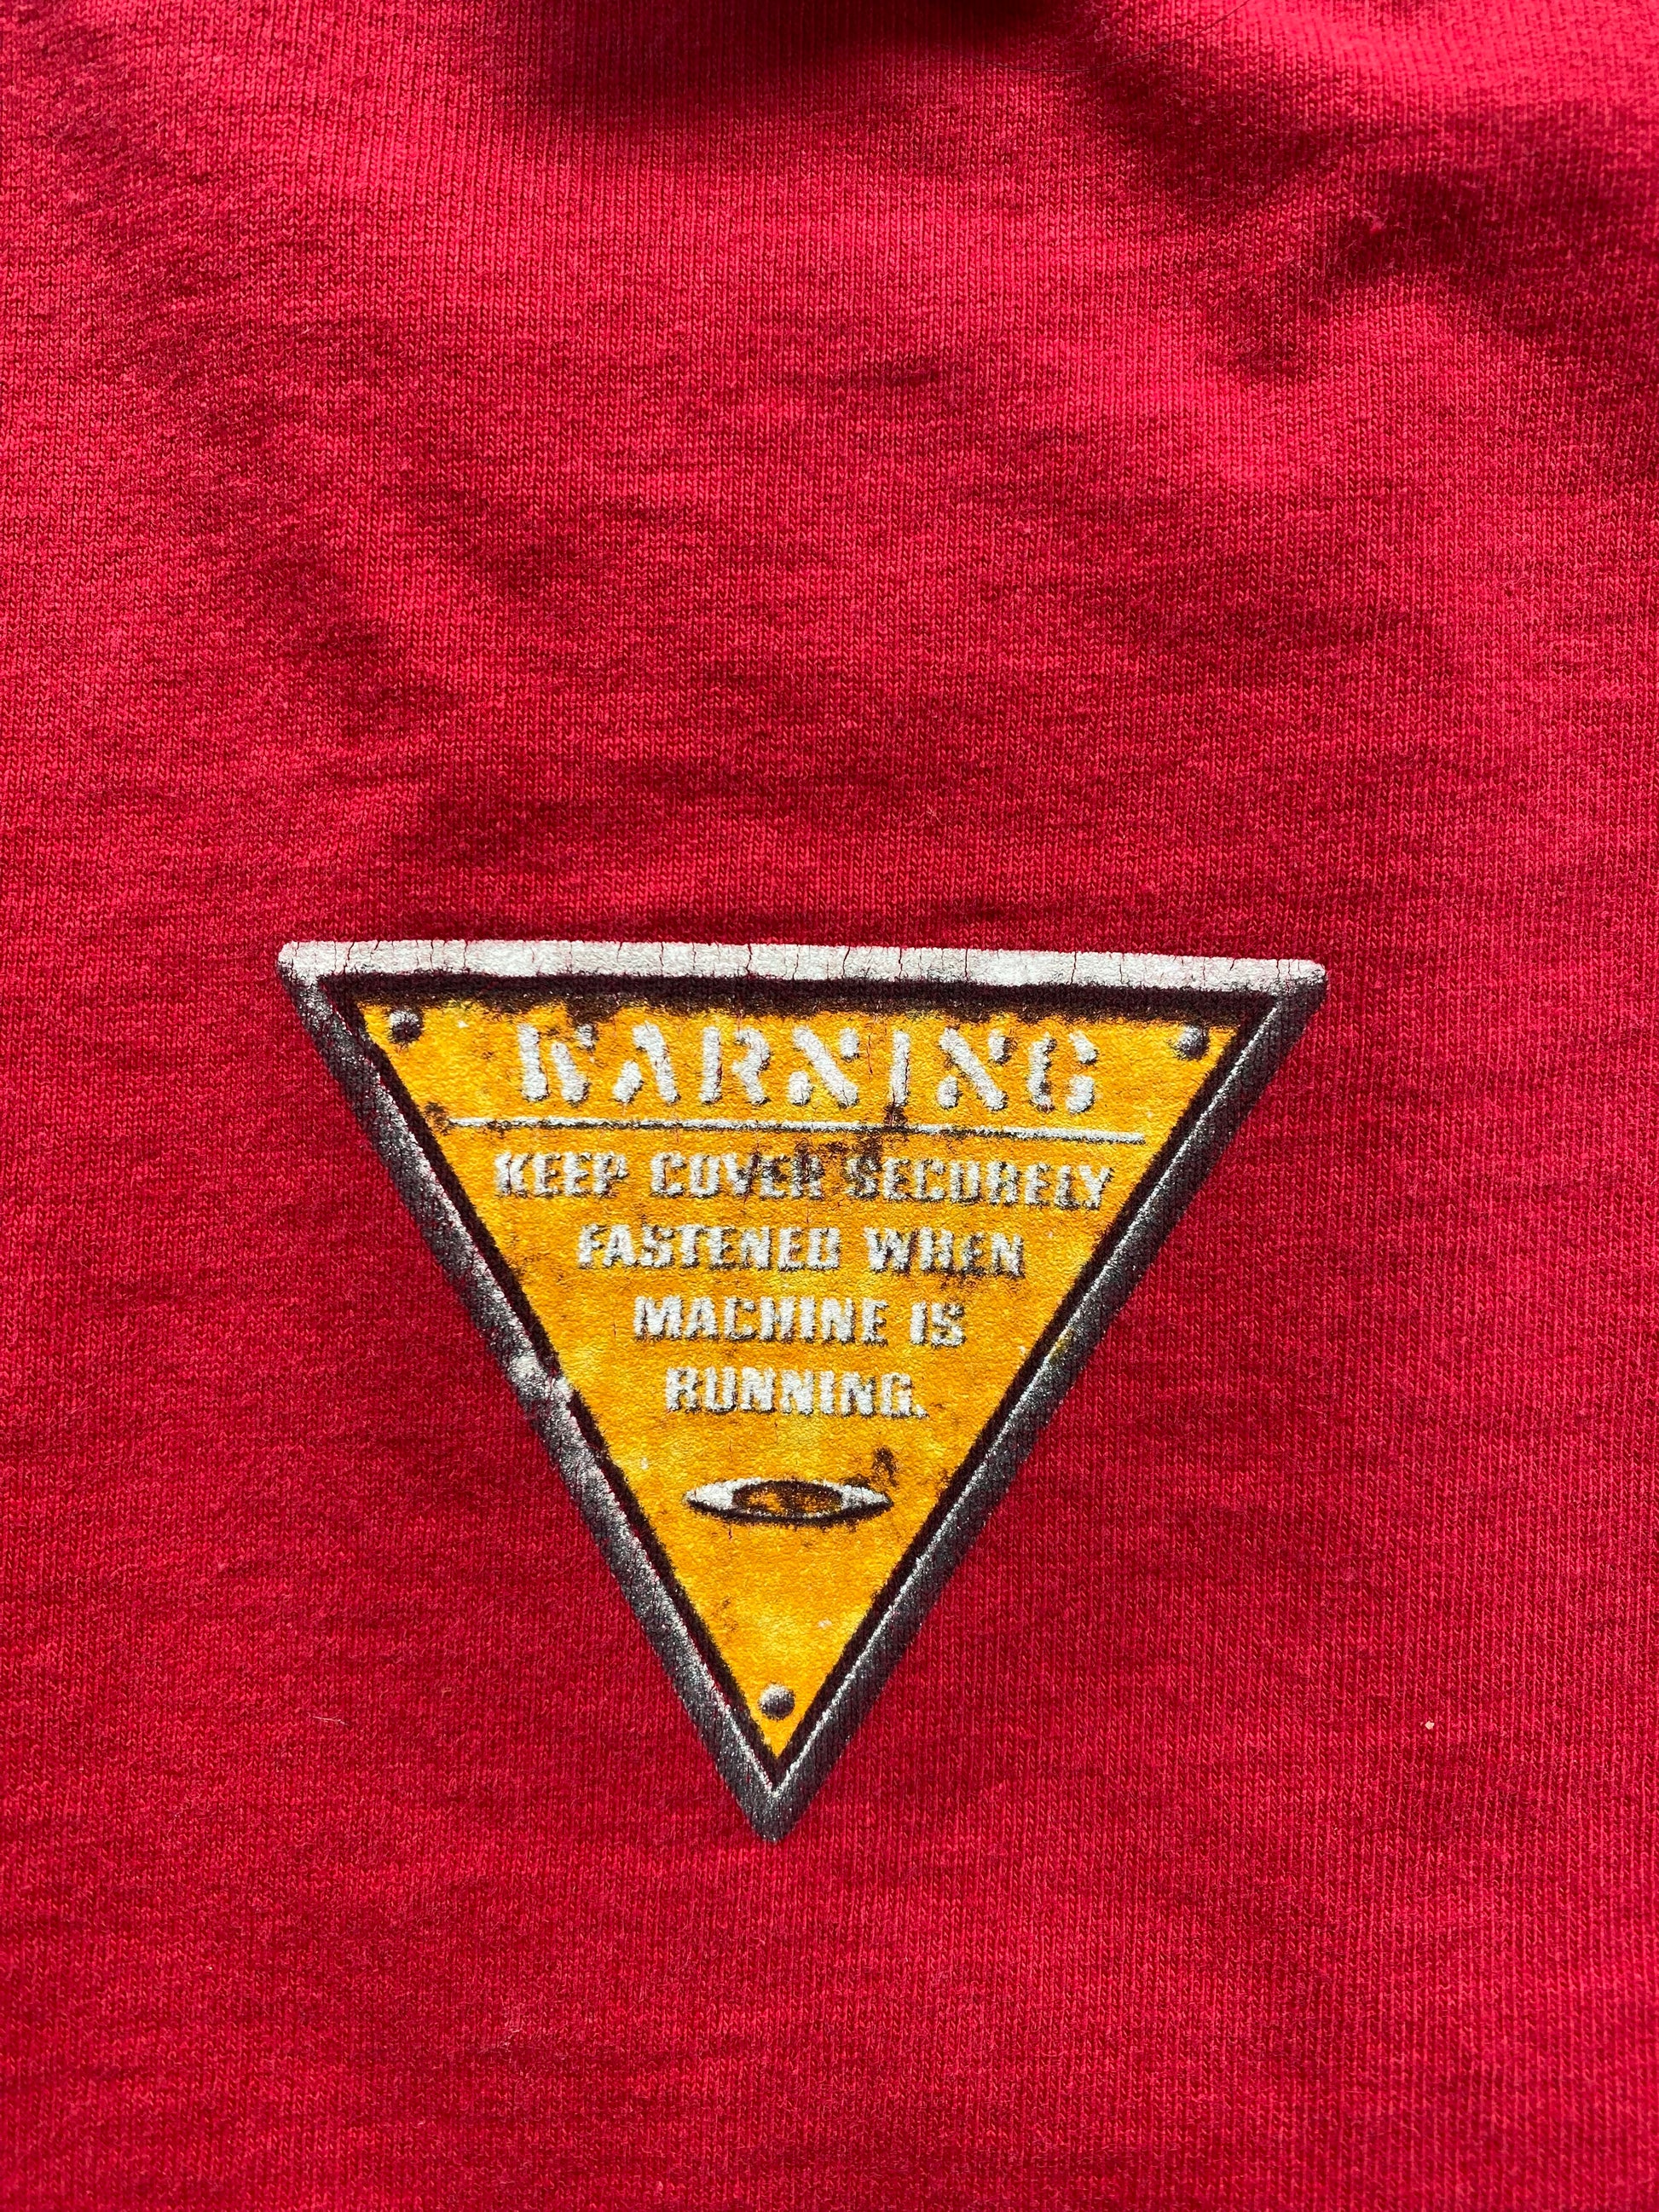 WARNING
KEEP COVER SECURELY
FASTENED WHEN
MACHINE IS
RUNNING.